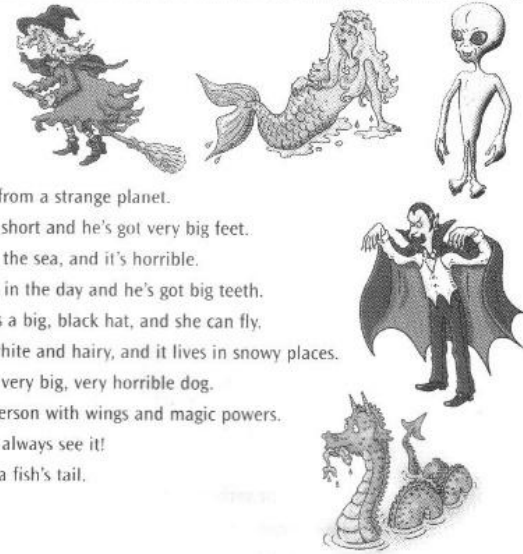 from a strange planet.
short and he's got very big feet.
the sea, and it's horrible.
in the day and he's got big teeth.
a big, black hat, and she can fly.
hite and hairy, and it lives in snowy places.
very big, very horrible dog.
erson with wings and magic powers.
always see it!
a fish's tail.